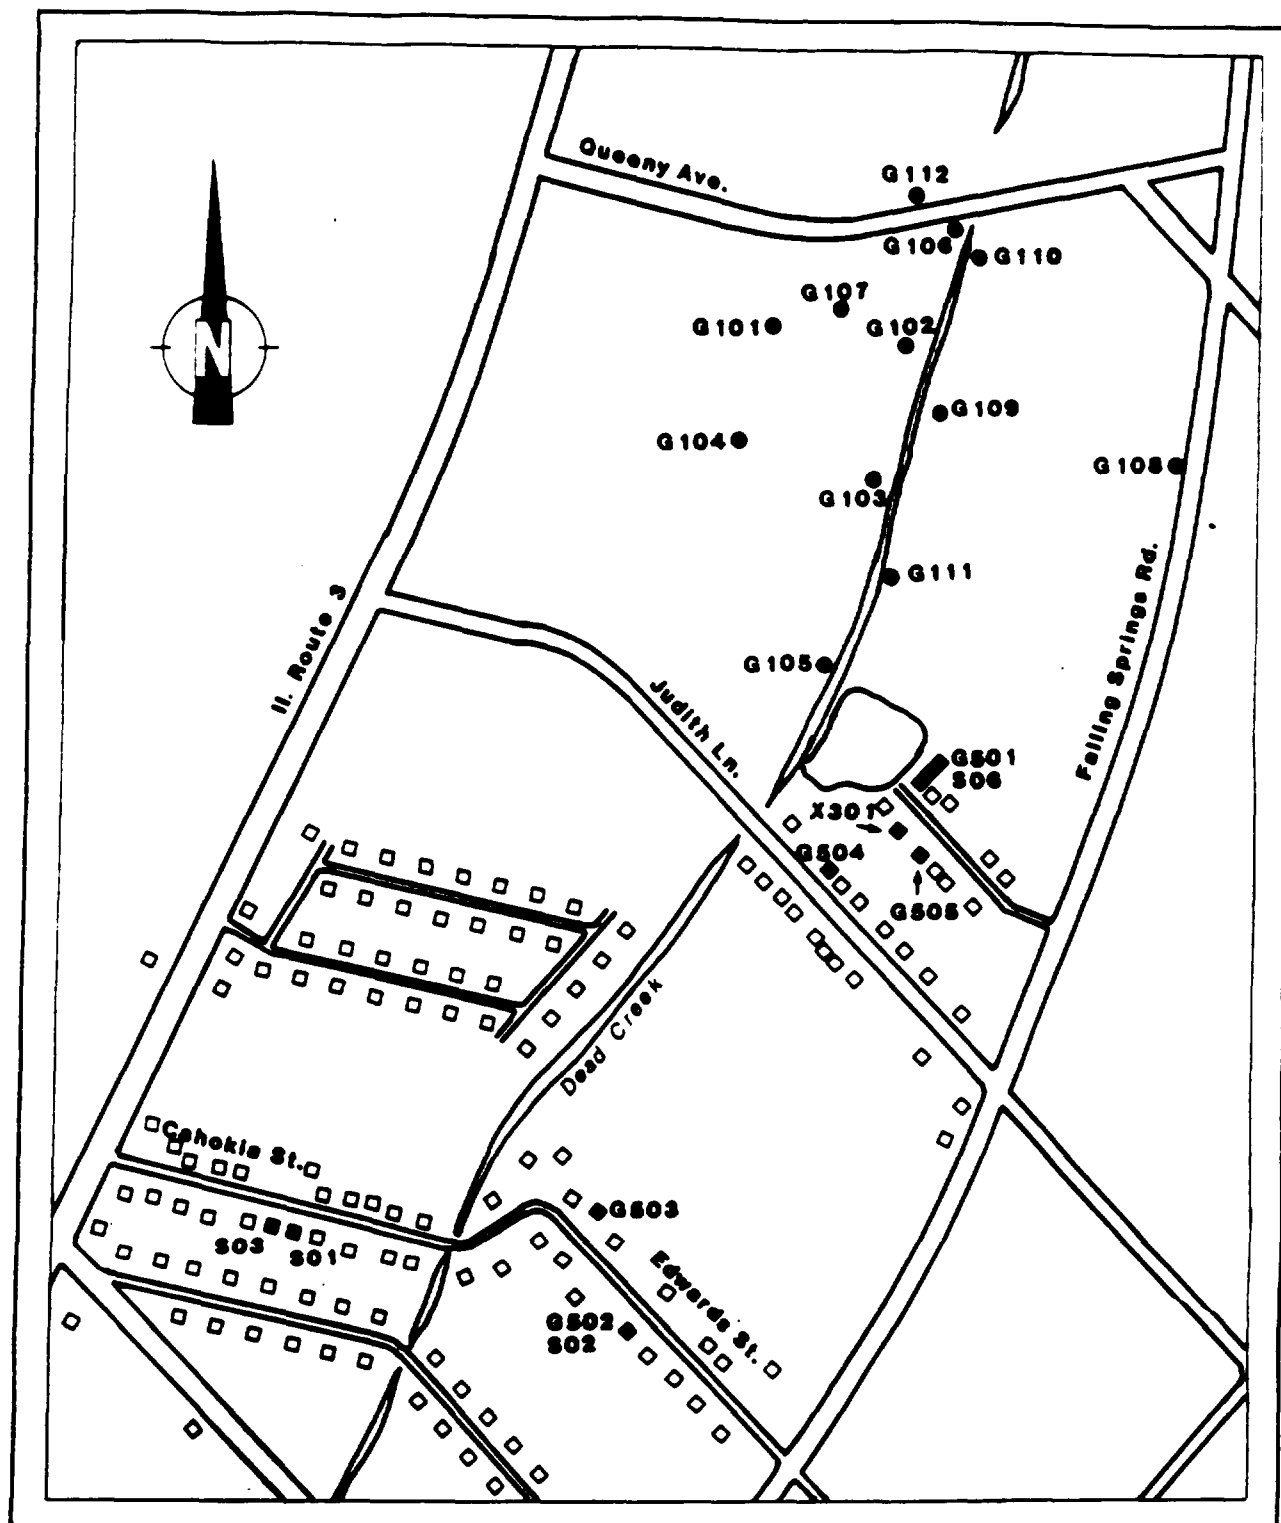 Queeny Ave.
G112
G106
G110
G107
G101
G102
N
G109
G104
G108
G103
G111
Il. Route 3
Falling Springs Rd.
G105
Judith Ln.
G501
S06
X301
G504
G505
Dead Creek
Cahokia St.
G503
S03
S01
Edwards St.
G502
S02